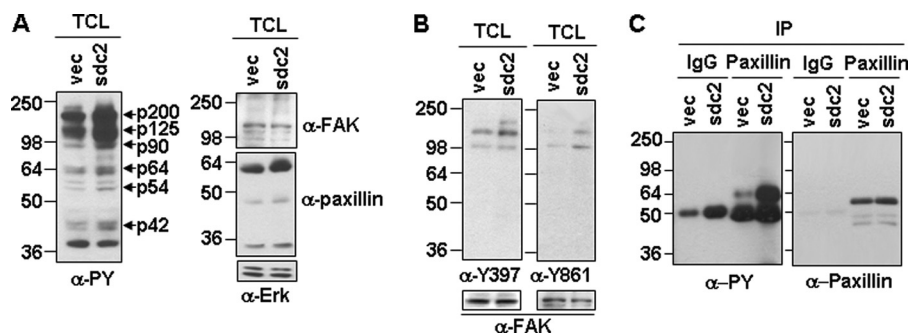 A
TCL
vec
sdc2
250
98
64
50
36
p200
p125
p90
p64
p54
p42
α-PY
TCL
vec
sdc2
250
98
64
50
36
α-FAK
α-paxillin
α-Erk
B
TCL
TCL
vec
sdc2
vec
sdc2
250
98
64
50
36
α-Y397
α-Y861
α-FAK
C
IP
IgG Paxillin
IgG Paxillin
vec
sdc2
vec
sdc2
vec
sdc2
vec
sdc2
250
98
64
50
36
α–PY
α–Paxillin